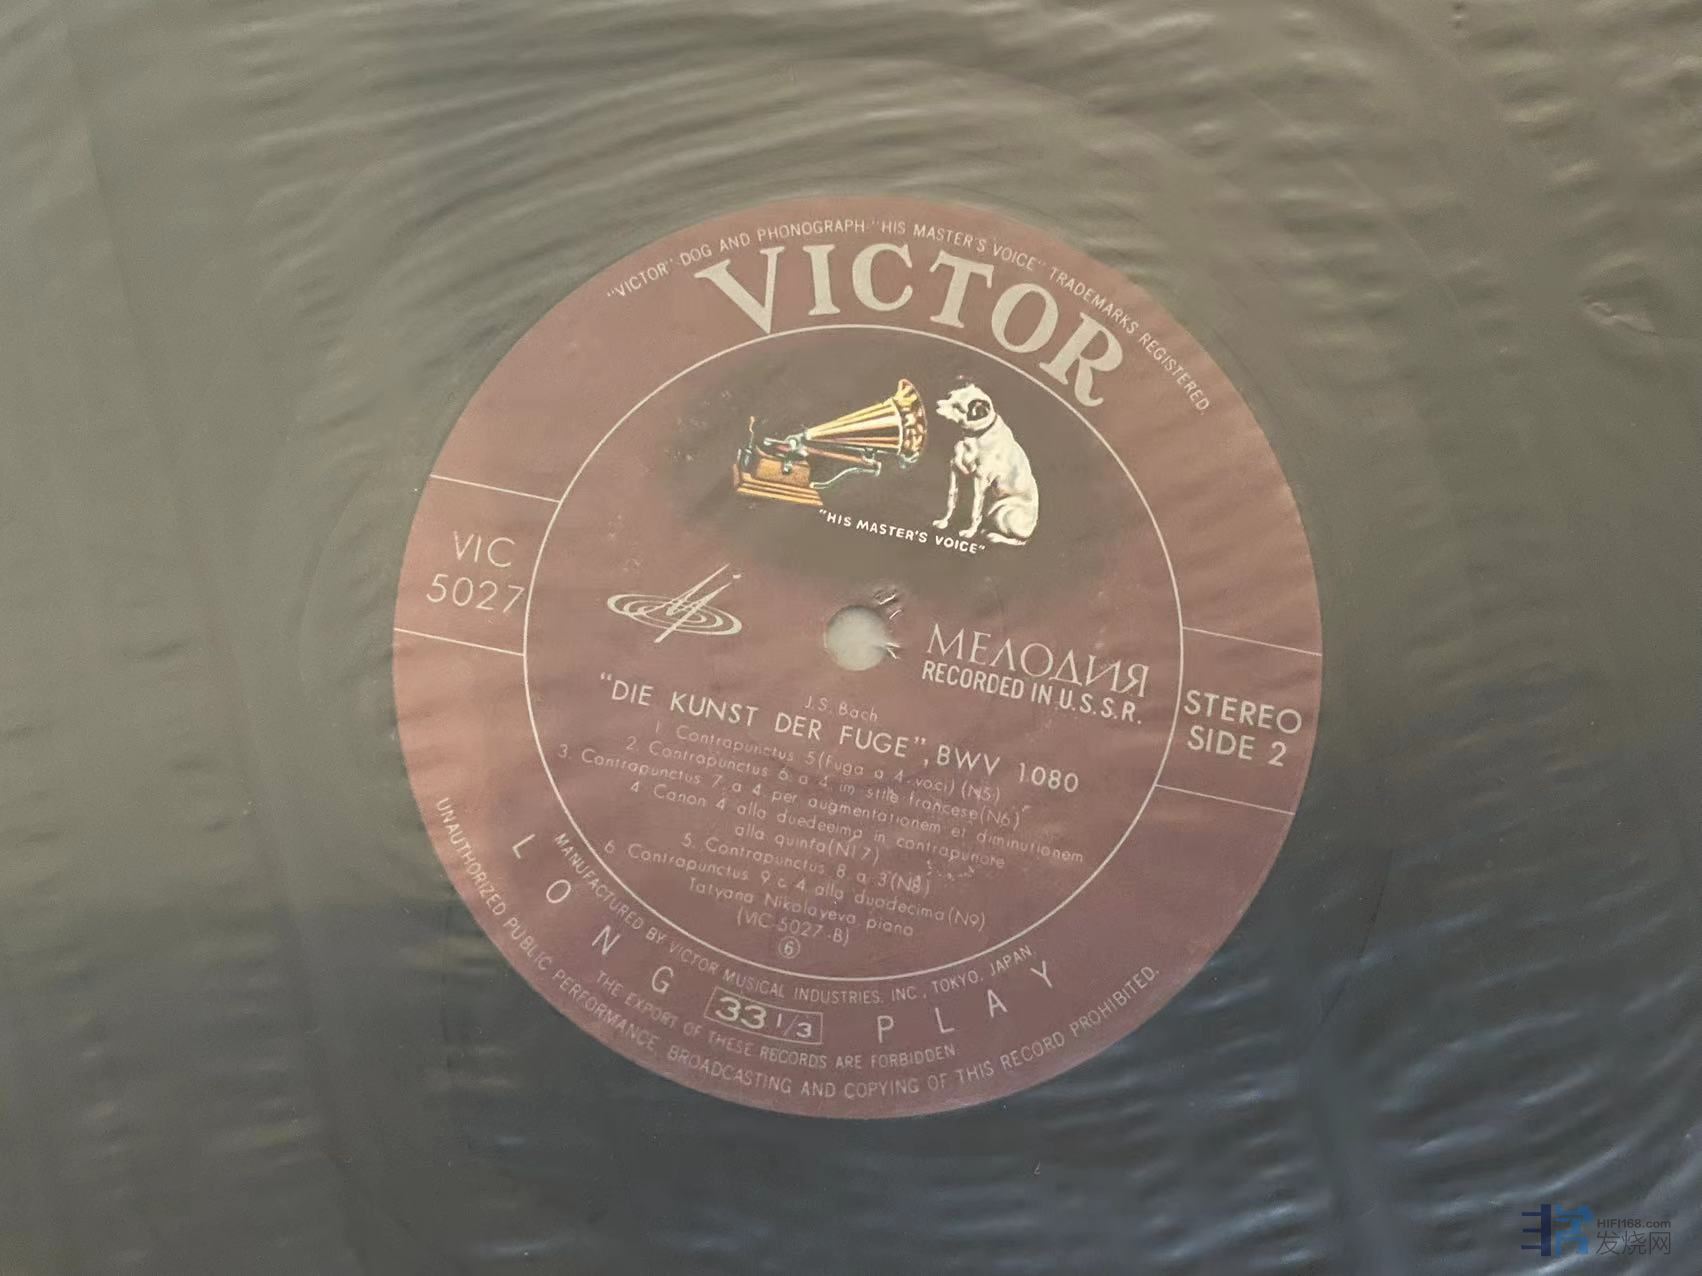 "VICTOR"-DOG AND PHONOGRAPH-"HIS MASTER'S VOICE" TRADEMARKS REGISTERED.
VICTOR
"HIS MASTER'S VOICE"
VIC
5027
МЕЛОДИЯ
RECORDED IN U.S.S.R.
STEREO
SIDE 2
J.S. Bach
"DIE KUNST DER FUGE", BWV 1080
1. Contrapunctus 5 (Fuga a 4 voci) (N5)
2. Contrapunctus 6 a 4 in stile francese (N6)
3. Contrapunctus 7 a 4 per augmentationem et diminutionem
4. Canon 4 alla duedeeima in contrapunore
alla quinta (N17)
5. Contrapunctus 8 a 3 (N8)
6. Contrapunctus 9 c 4 alla duodecima (N9)
Tatyana Nikolayeva, piano
(VIC-5027-B)
⑥
MANUFACTURED BY VICTOR MUSICAL INDUSTRIES, INC., TOKYO, JAPAN
LONG PLAY
33 1/3
THE EXPORT OF THESE RECORDS ARE FORBIDDEN
UNAUTHORIZED PUBLIC PERFORMANCE, BROADCASTING AND COPYING OF THIS RECORD PROHIBITED.
HIFI168.com
发烧网